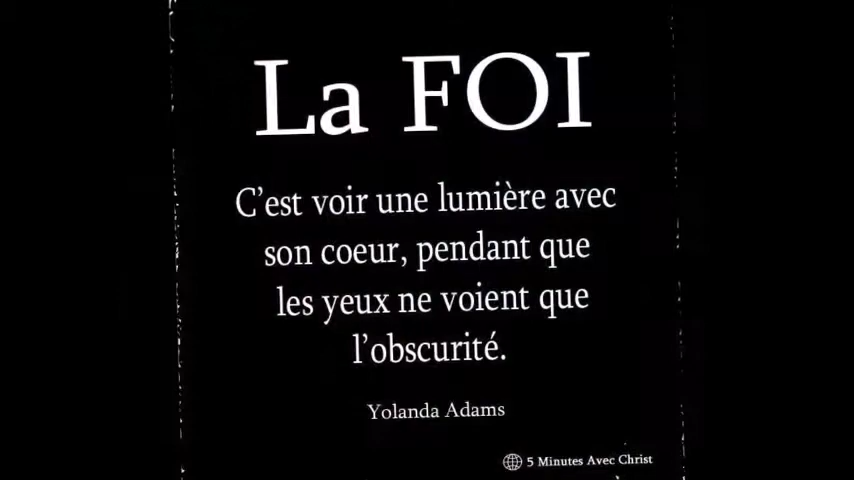 La FOI
C'est voir une lumière avec
son coeur, pendant que
les yeux ne voient que
l'obscurité.
Yolanda Adams
5 Minutes Avec Christ